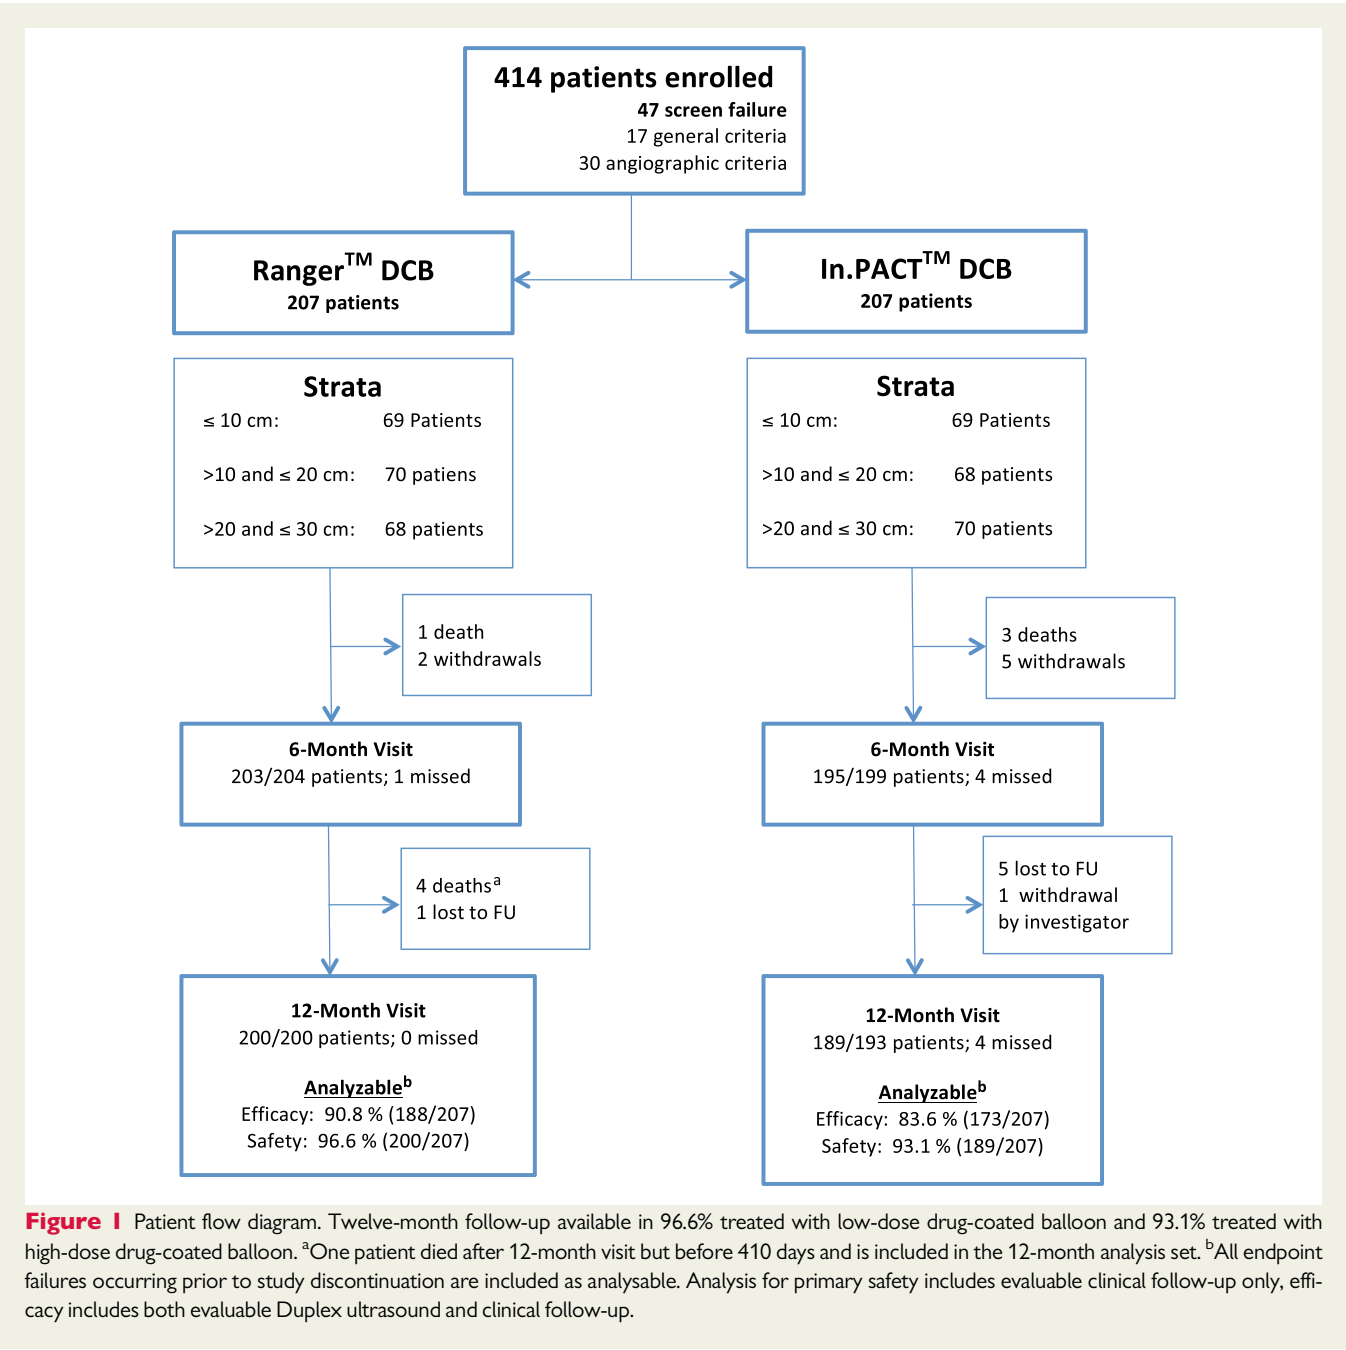 414 patients enrolled
47 screen failure
17 general criteria
30 angiographic criteria
Ranger™ DCB
207 patients
In.PACT™ DCB
207 patients
Strata
≤ 10 cm: 69 Patients
>10 and ≤ 20 cm: 70 patiens
>20 and ≤ 30 cm: 68 patients
Strata
≤ 10 cm: 69 Patients
>10 and ≤ 20 cm: 68 patients
>20 and ≤ 30 cm: 70 patients
1 death
2 withdrawals
3 deaths
5 withdrawals
6-Month Visit
203/204 patients; 1 missed
6-Month Visit
195/199 patients; 4 missed
4 deathsᵃ
1 lost to FU
5 lost to FU
1 withdrawal
by investigator
12-Month Visit
200/200 patients; 0 missed
Analyzableᵇ
Efficacy: 90.8 % (188/207)
Safety: 96.6 % (200/207)
12-Month Visit
189/193 patients; 4 missed
Analyzableᵇ
Efficacy: 83.6 % (173/207)
Safety: 93.1 % (189/207)
Figure 1 Patient flow diagram. Twelve-month follow-up available in 96.6% treated with low-dose drug-coated balloon and 93.1% treated with
high-dose drug-coated balloon. ᵃOne patient died after 12-month visit but before 410 days and is included in the 12-month analysis set. ᵇAll endpoint
failures occurring prior to study discontinuation are included as analysable. Analysis for primary safety includes evaluable clinical follow-up only, effi-
cacy includes both evaluable Duplex ultrasound and clinical follow-up.